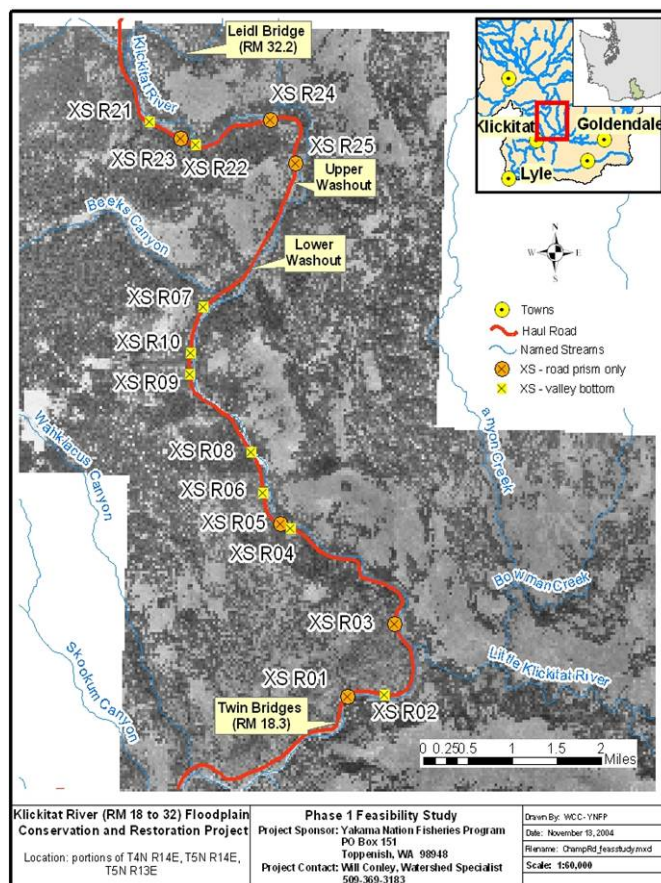 Leidl Bridge
(RM 32.2)
Klickitat
River
XS R24
XS R21
XS R25
XS R23
XS R22
Upper
Washout
Beeks Canyon
Lower
Washout
XS R07
XS R10
XS R09
Wahkiacus
Canyon
XS R08
XS R06
XS R05
XS R04
anyon Creek
Bowman Creek
XS R03
Little Klickitat River
Skookum Canyon
XS R01
XS R02
Twin Bridges
(RM 18.3)
Klickitat
Goldendale
Lyle
N
W
E
S
Towns
Haul Road
Named Streams
XS - road prism only
XS - valley bottom
0 0.25 0.5 1 1.5 2
Miles
Klickitat River (RM 18 to 32) Floodplain
Conservation and Restoration Project
Location: portions of T4N R14E, T5N R14E,
T5N R13E
Phase 1 Feasibility Study
Project Sponsor: Yakama Nation Fisheries Program
PO Box 151
Toppenish, WA 98948
Project Contact: Will Conley, Watershed Specialist
509-369-3183
Drawn By: WCC - YNFP
Date: November 13, 2004
Filename: ChampRd_feasstudy.mxd
Scale: 1:60,000